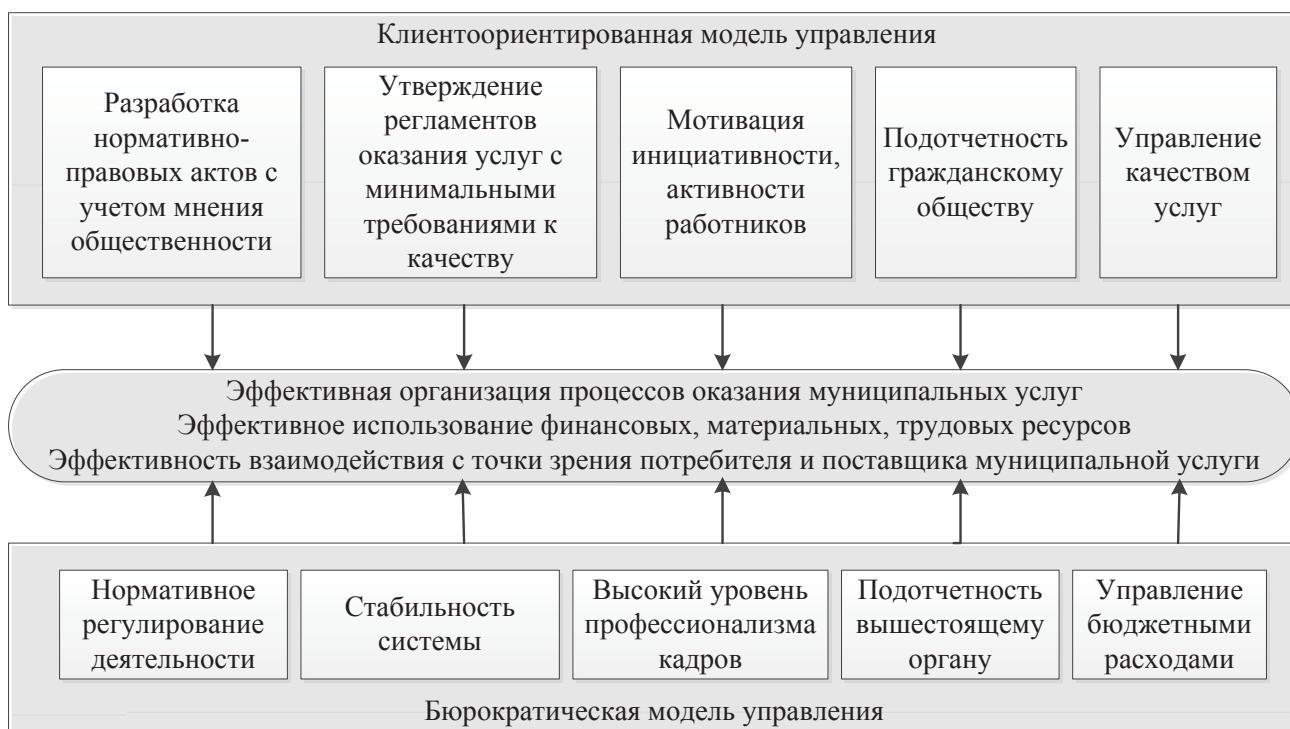 Клиентоориентированная модель управления
Разработка
нормативно-
правовых актов с
учетом мнения
общественности
Утверждение
регламентов
оказания услуг с
минимальными
требованиями к
качеству
Мотивация
инициативности,
активности
работников
Подотчетность
гражданскому
обществу
Управление
качеством
услуг
Эффективная организация процессов оказания муниципальных услуг
Эффективное использование финансовых, материальных, трудовых ресурсов
Эффективность взаимодействия с точки зрения потребителя и поставщика муниципальной услуги
Нормативное
регулирование
деятельности
Стабильность
системы
Высокий уровень
профессионализма
кадров
Подотчетность
вышестоящему
органу
Управление
бюджетными
расходами
Бюрократическая модель управления